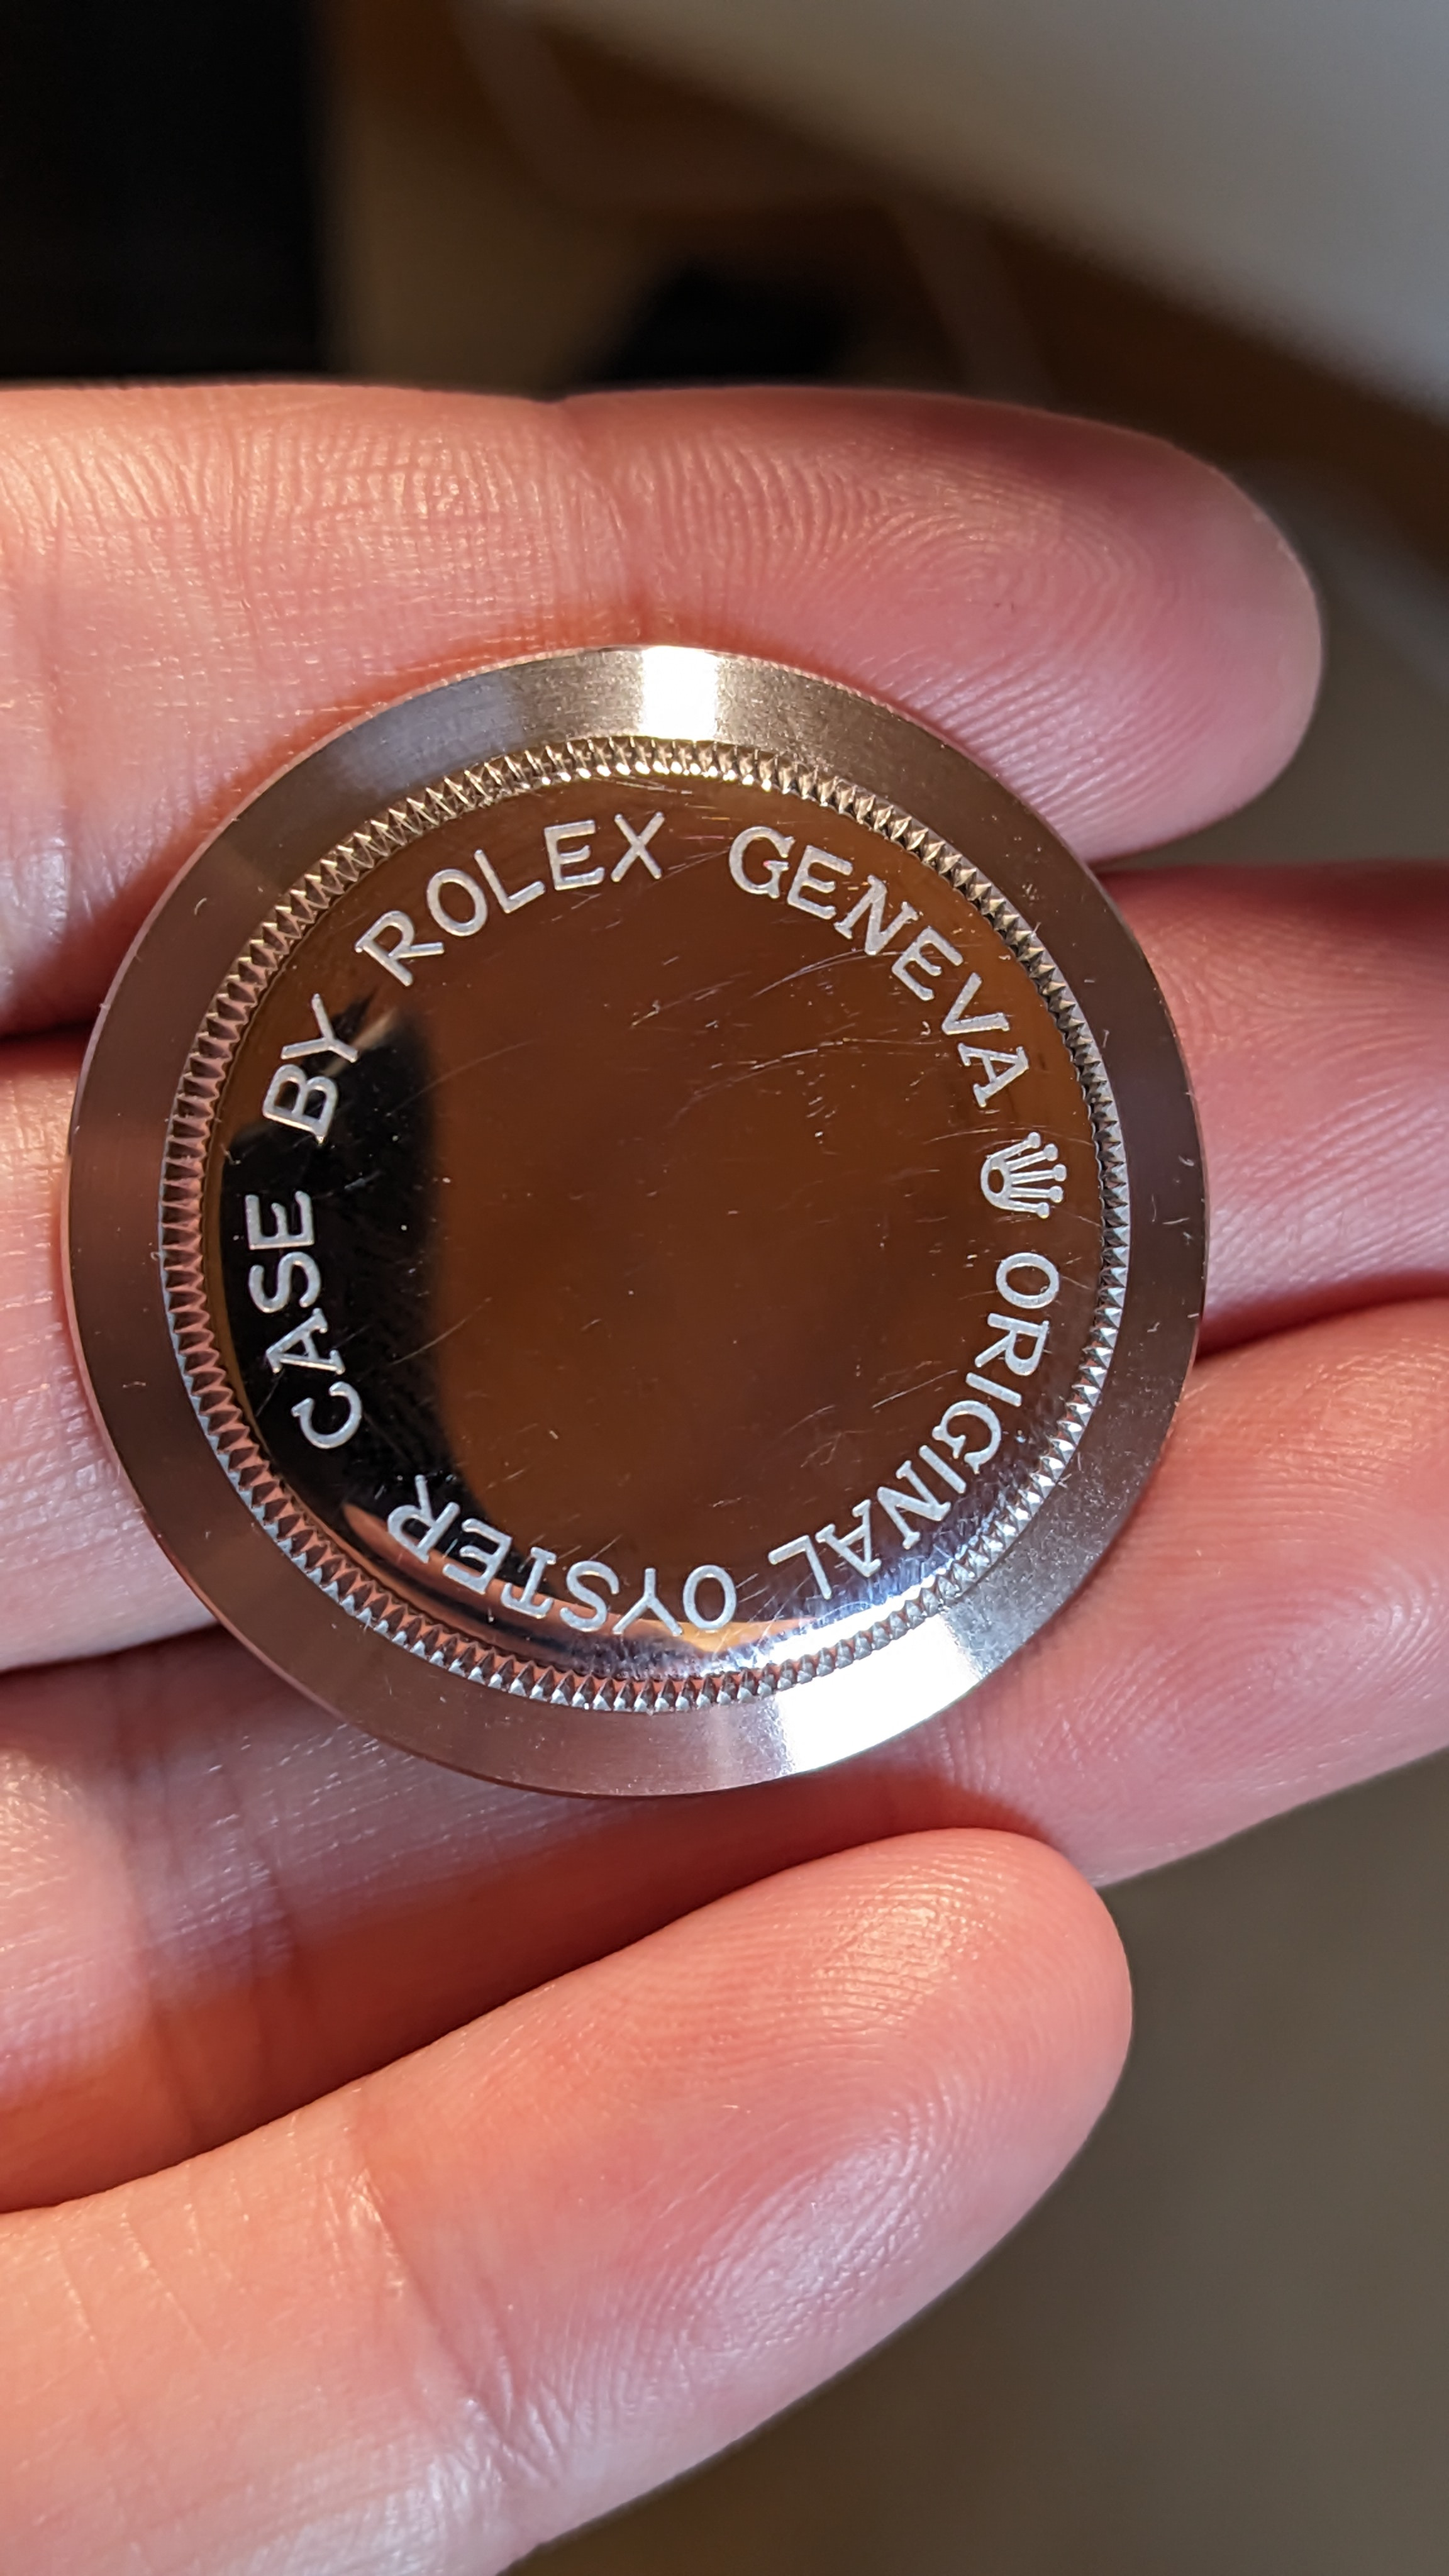 ORIGINAL OYSTER CASE BY ROLEX GENEVA